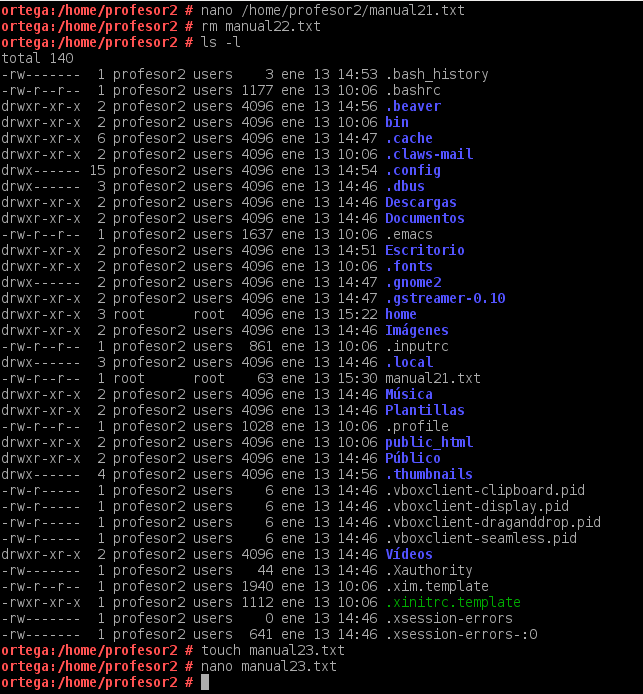 ortega:/home/profesor2 # nano /home/profesor2/manual21.txt
ortega:/home/profesor2 # rm manual22.txt
ortega:/home/profesor2 # ls -l
total 140
-rw-------  1 profesor2 users    3 ene 13 14:53 .bash_history
-rw-r--r--  1 profesor2 users 1177 ene 13 10:06 .bashrc
drwxr-xr-x  2 profesor2 users 4096 ene 13 14:56 .beaver
drwxr-xr-x  2 profesor2 users 4096 ene 13 10:06 bin
drwxr-xr-x  6 profesor2 users 4096 ene 13 14:47 .cache
drwxr-xr-x  2 profesor2 users 4096 ene 13 10:06 .claws-mail
drwx------ 15 profesor2 users 4096 ene 13 14:54 .config
drwx------  3 profesor2 users 4096 ene 13 14:46 .dbus
drwxr-xr-x  2 profesor2 users 4096 ene 13 14:46 Descargas
drwxr-xr-x  2 profesor2 users 4096 ene 13 14:46 Documentos
-rw-r--r--  1 profesor2 users 1637 ene 13 10:06 .emacs
drwxr-xr-x  2 profesor2 users 4096 ene 13 14:51 Escritorio
drwxr-xr-x  2 profesor2 users 4096 ene 13 10:06 .fonts
drwx------  2 profesor2 users 4096 ene 13 14:47 .gnome2
drwxr-xr-x  2 profesor2 users 4096 ene 13 14:47 .gstreamer-0.10
drwxr-xr-x  3 root      root  4096 ene 13 15:22 home
drwxr-xr-x  2 profesor2 users 4096 ene 13 14:46 Imágenes
-rw-r--r--  1 profesor2 users  861 ene 13 10:06 .inputrc
drwx------  3 profesor2 users 4096 ene 13 14:46 .local
-rw-r--r--  1 root      root    63 ene 13 15:30 manual21.txt
drwxr-xr-x  2 profesor2 users 4096 ene 13 14:46 Música
drwxr-xr-x  2 profesor2 users 4096 ene 13 14:46 Plantillas
-rw-r--r--  1 profesor2 users 1028 ene 13 10:06 .profile
drwxr-xr-x  2 profesor2 users 4096 ene 13 10:06 public_html
drwxr-xr-x  2 profesor2 users 4096 ene 13 14:46 Público
drwx------  4 profesor2 users 4096 ene 13 14:56 .thumbnails
-rw-r-----  1 profesor2 users    6 ene 13 14:46 .vboxclient-clipboard.pid
-rw-r-----  1 profesor2 users    6 ene 13 14:46 .vboxclient-display.pid
-rw-r-----  1 profesor2 users    6 ene 13 14:46 .vboxclient-draganddrop.pid
-rw-r-----  1 profesor2 users    6 ene 13 14:46 .vboxclient-seamless.pid
drwxr-xr-x  2 profesor2 users 4096 ene 13 14:46 Vídeos
-rw-------  1 profesor2 users   44 ene 13 14:46 .Xauthority
-rw-r--r--  1 profesor2 users 1940 ene 13 10:06 .xim.template
-rwxr-xr-x  1 profesor2 users 1112 ene 13 10:06 .xinitrc.template
-rw-------  1 profesor2 users    0 ene 13 14:46 .xsession-errors
-rw-------  1 profesor2 users  641 ene 13 14:46 .xsession-errors-:0
ortega:/home/profesor2 # touch manual23.txt
ortega:/home/profesor2 # nano manual23.txt
ortega:/home/profesor2 #